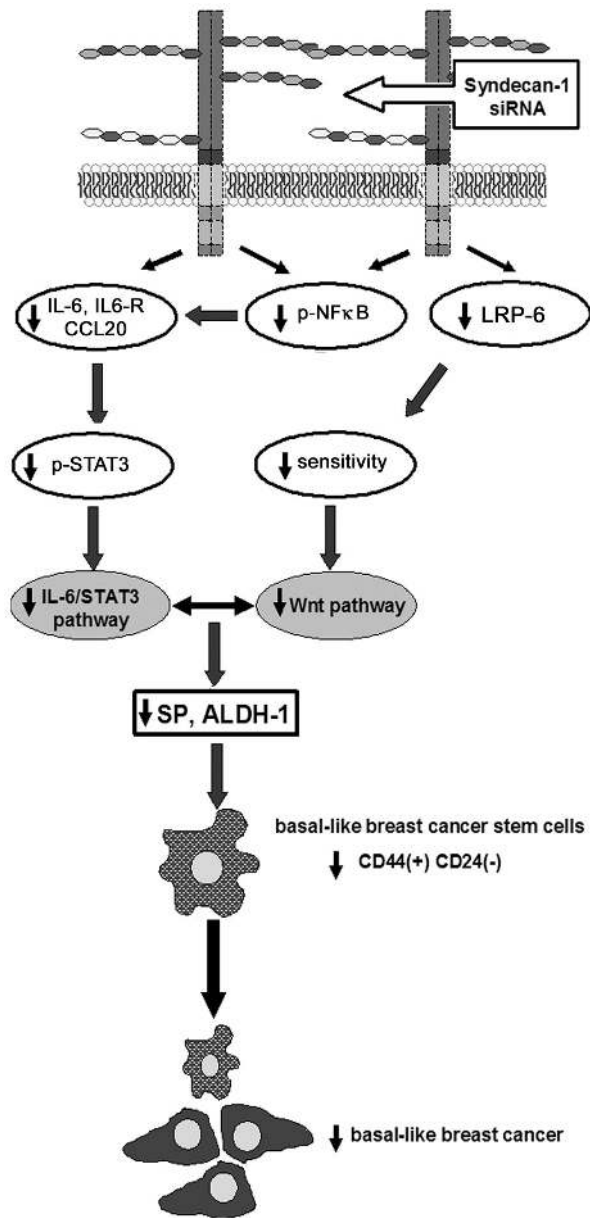 Syndecan-1
siRNA
IL-6, IL6-R
CCL20
p-NFκB
LRP-6
p-STAT3
sensitivity
IL-6/STAT3
pathway
Wnt pathway
SP, ALDH-1
basal-like breast cancer stem cells
CD44(+) CD24(-)
basal-like breast cancer